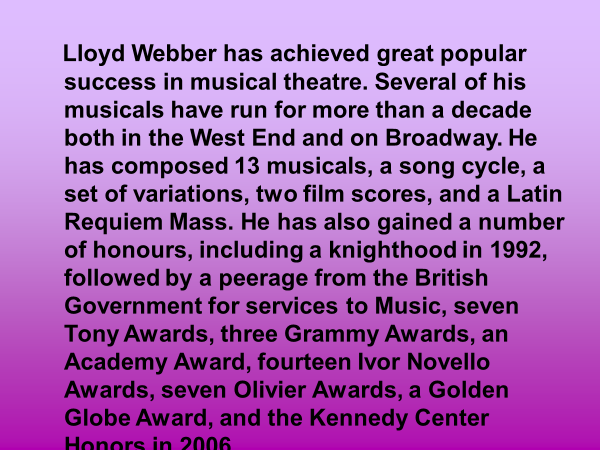 Lloyd Webber has achieved great popular
success in musical theatre. Several of his
musicals have run for more than a decade
both in the West End and on Broadway. He
has composed 13 musicals, a song cycle, a
set of variations, two film scores, and a Latin
Requiem Mass. He has also gained a number
of honours, including a knighthood in 1992,
followed by a peerage from the British
Government for services to Music, seven
Tony Awards, three Grammy Awards, an
Academy Award, fourteen Ivor Novello
Awards, seven Olivier Awards, a Golden
Globe Award, and the Kennedy Center
Honors in 2006